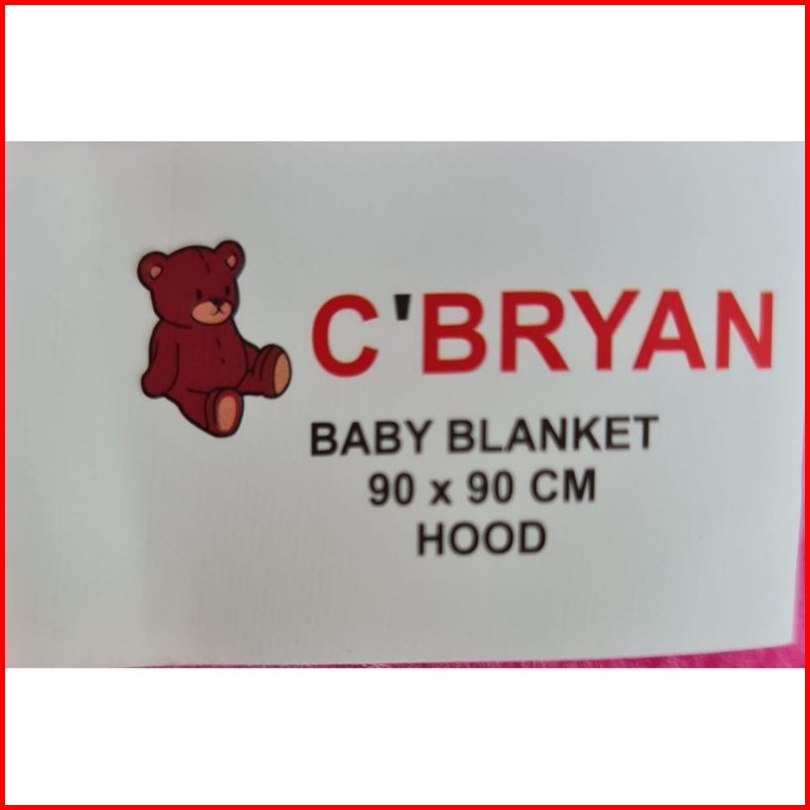 C'BRYAN
BABY BLANKET
90 x 90 CM
HOOD